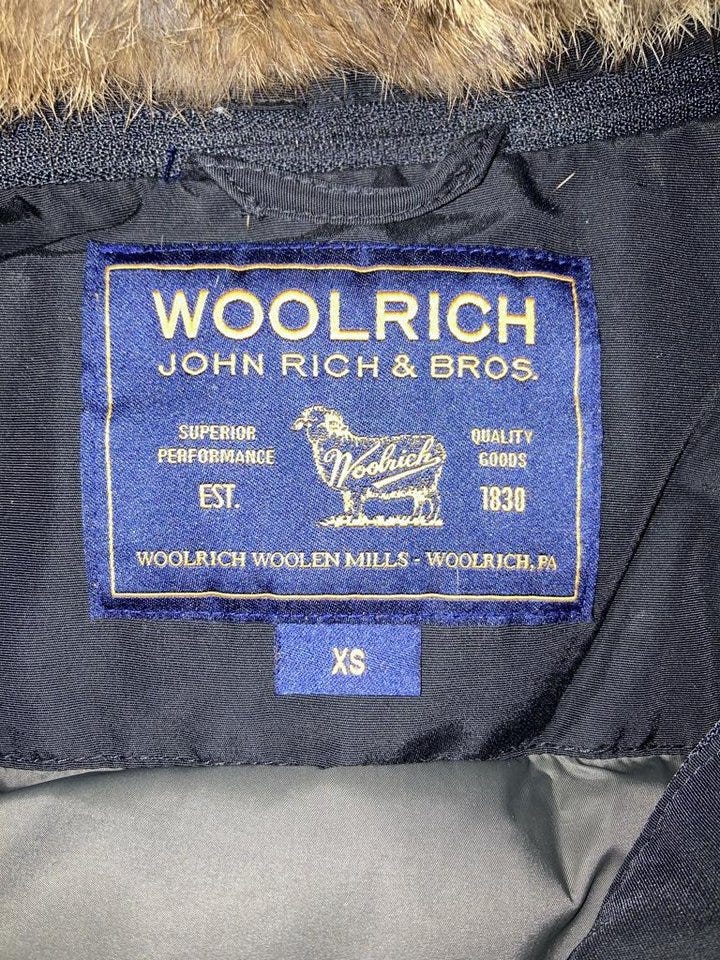 WOOLRICH
JOHN RICH & BROS.
SUPERIOR
PERFORMANCE
EST.
Woolrich
QUALITY
GOODS
1830
WOOLRICH WOOLEN MILLS - WOOLRICH, PA
XS